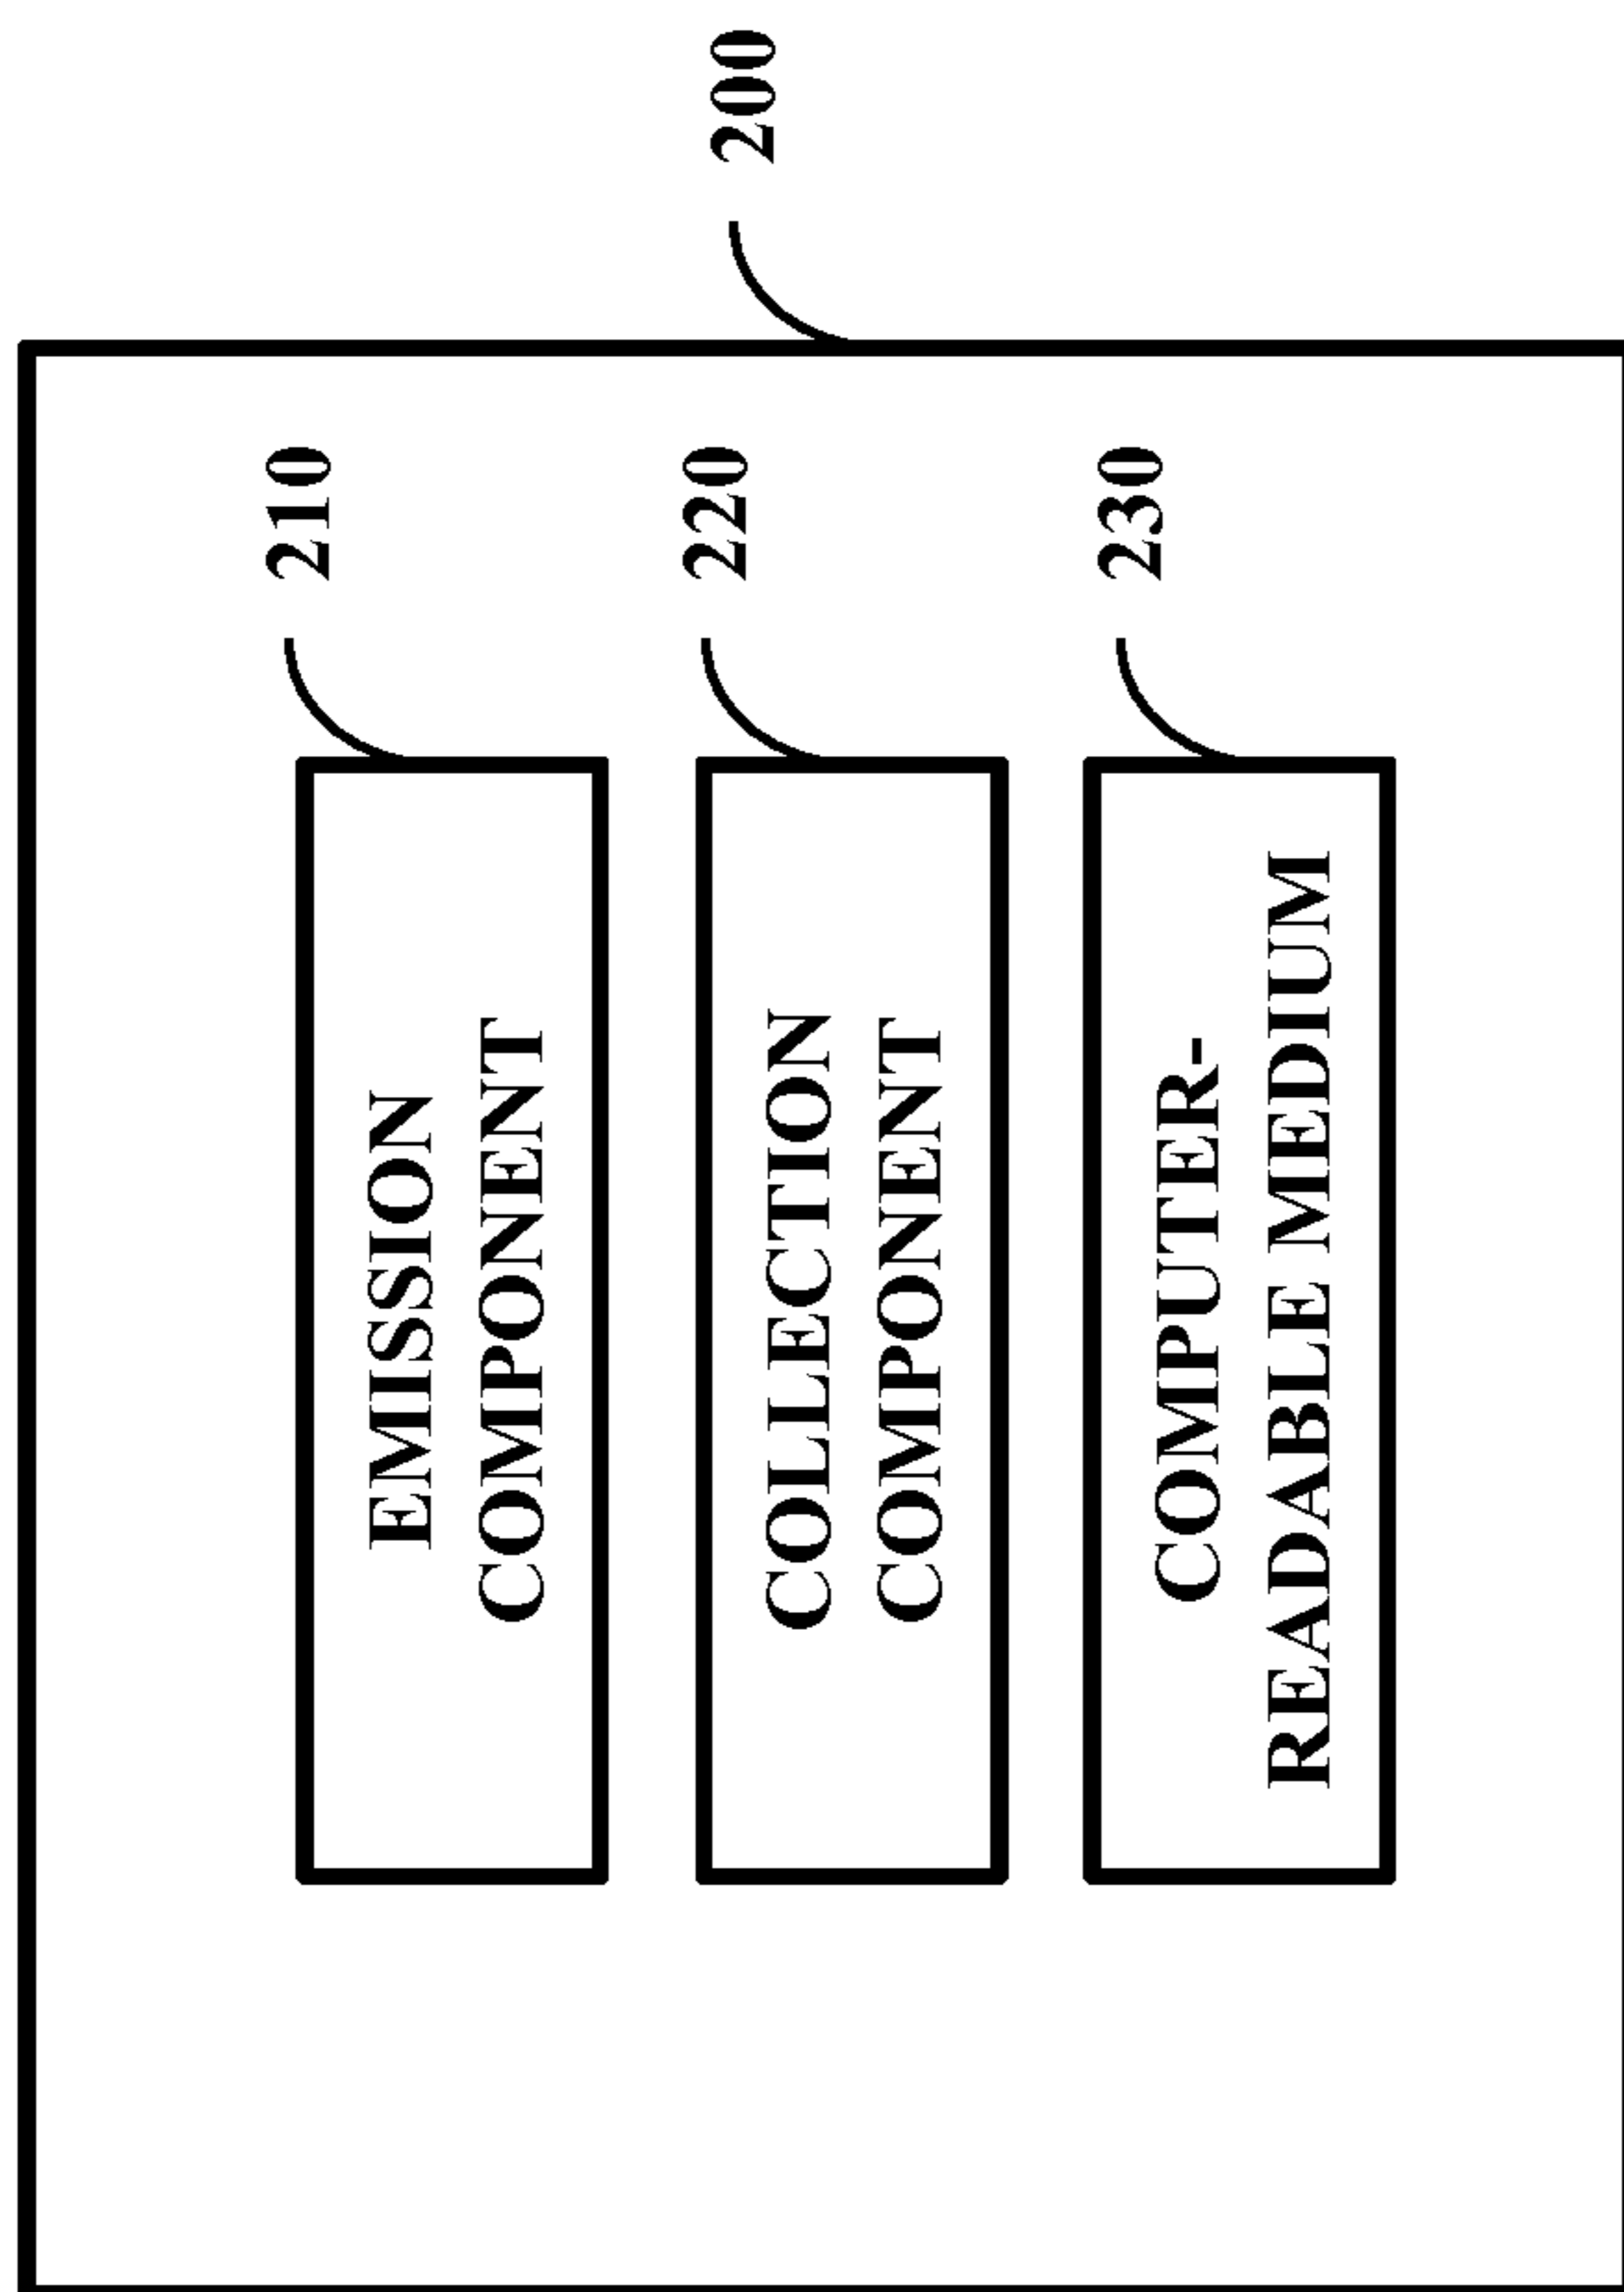 200
210
EMISSION
COMPONENT
220
COLLECTION
COMPONENT
230
COMPUTER-
READABLE MEDIUM